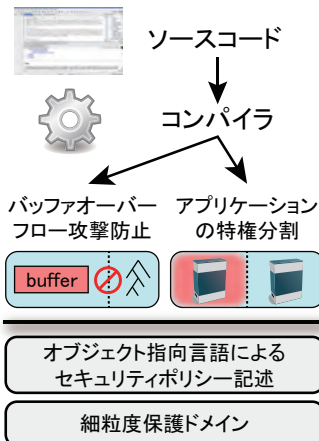 ソースコード
コンパイラ
バッファオーバー
フロー攻撃防止
アプリケーション
の特権分割
buffer
オブジェクト指向言語による
セキュリティポリシー記述
細粒度保護ドメイン